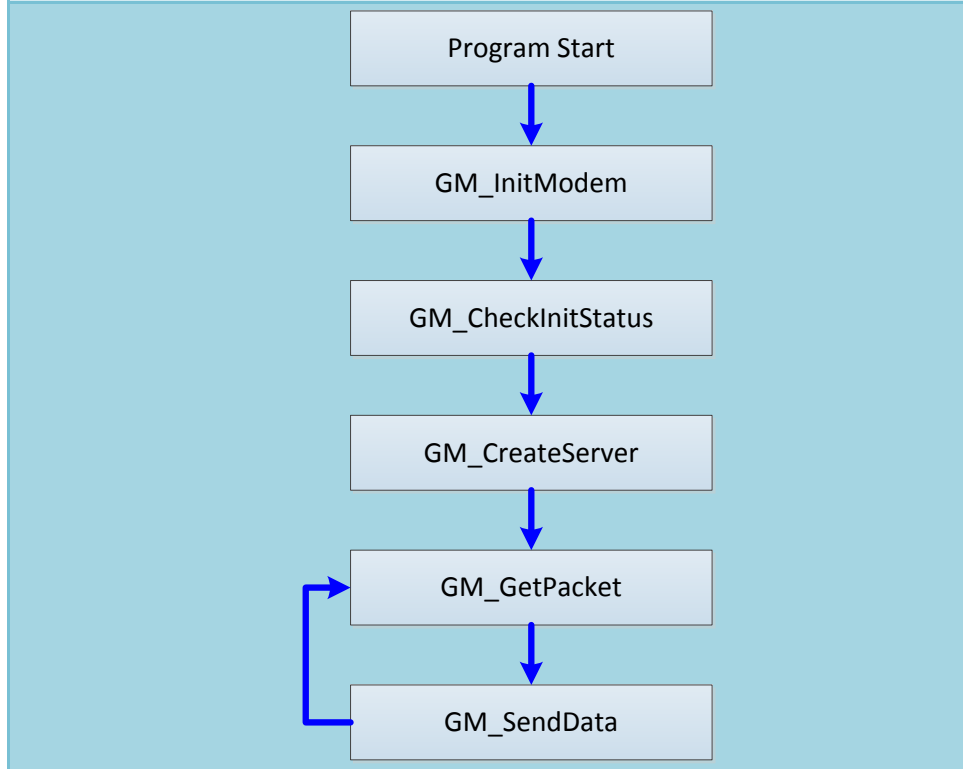 Program Start
GM_InitModem
GM_CheckInitStatus
GM_CreateServer
GM_GetPacket
GM_SendData